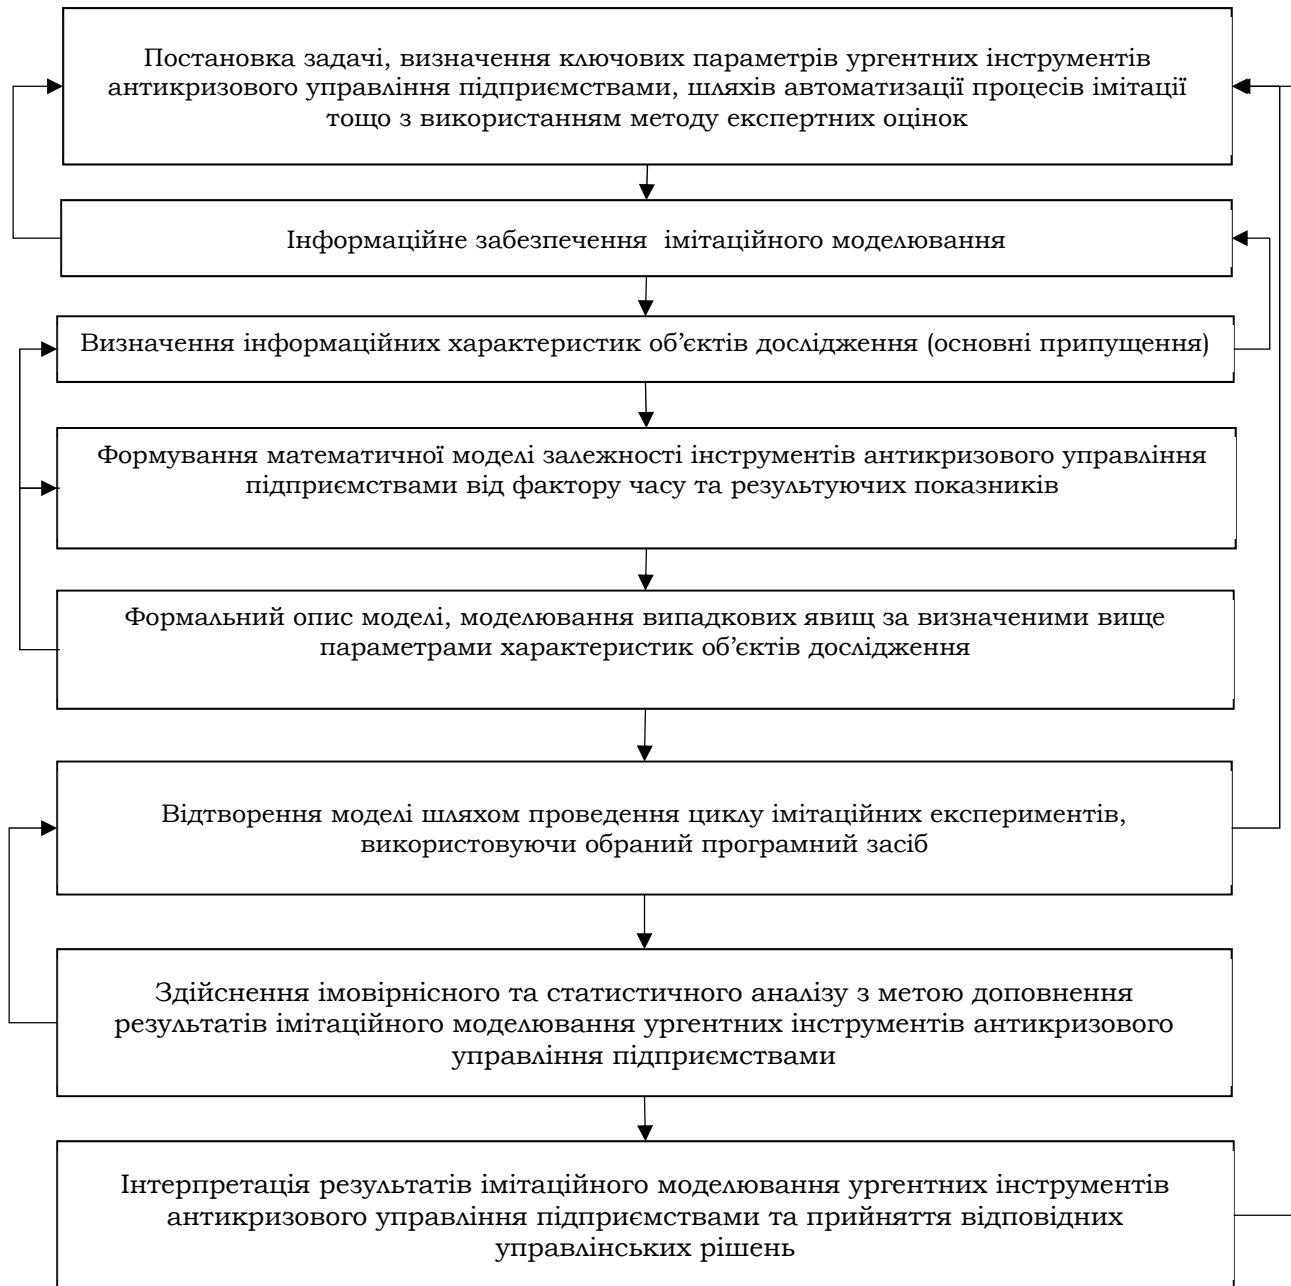 Постановка задачі, визначення ключових параметрів ургентних інструментів
антикризового управління підприємствами, шляхів автоматизації процесів імітації
тощо з використанням методу експертних оцінок
Інформаційне забезпечення імітаційного моделювання
Визначення інформаційних характеристик об’єктів дослідження (основні припущення)
Формування математичної моделі залежності інструментів антикризового управління
підприємствами від фактору часу та результуючих показників
Формальний опис моделі, моделювання випадкових явищ за визначеними вище
параметрами характеристик об’єктів дослідження
Відтворення моделі шляхом проведення циклу імітаційних експериментів,
використовуючи обраний програмний засіб
Здійснення імовірнісного та статистичного аналізу з метою доповнення
результатів імітаційного моделювання ургентних інструментів антикризового
управління підприємствами
Інтерпретація результатів імітаційного моделювання ургентних інструментів
антикризового управління підприємствами та прийняття відповідних
управлінських рішень